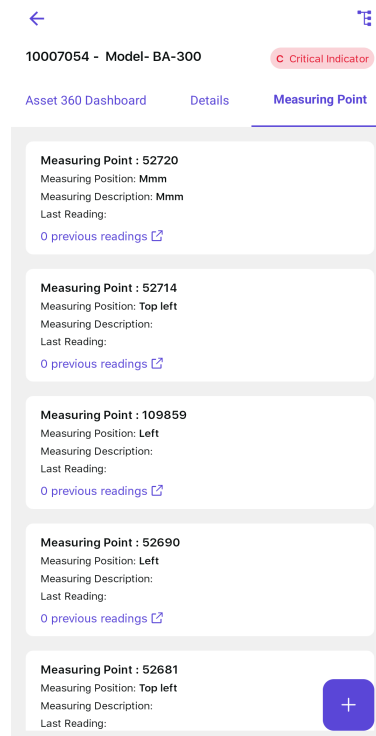 10007054 -  Model- BA-300
C Critical Indicator
Asset 360 Dashboard
Details
Measuring Point
Measuring Point : 52720
Measuring Position: Mmm
Measuring Description: Mmm
Last Reading:
0 previous readings
Measuring Point : 52714
Measuring Position: Top left
Measuring Description:
Last Reading:
0 previous readings
Measuring Point : 109859
Measuring Position: Left
Measuring Description:
Last Reading:
0 previous readings
Measuring Point : 52690
Measuring Position: Left
Measuring Description:
Last Reading:
0 previous readings
Measuring Point : 52681
Measuring Position: Top left
Measuring Description:
Last Reading: